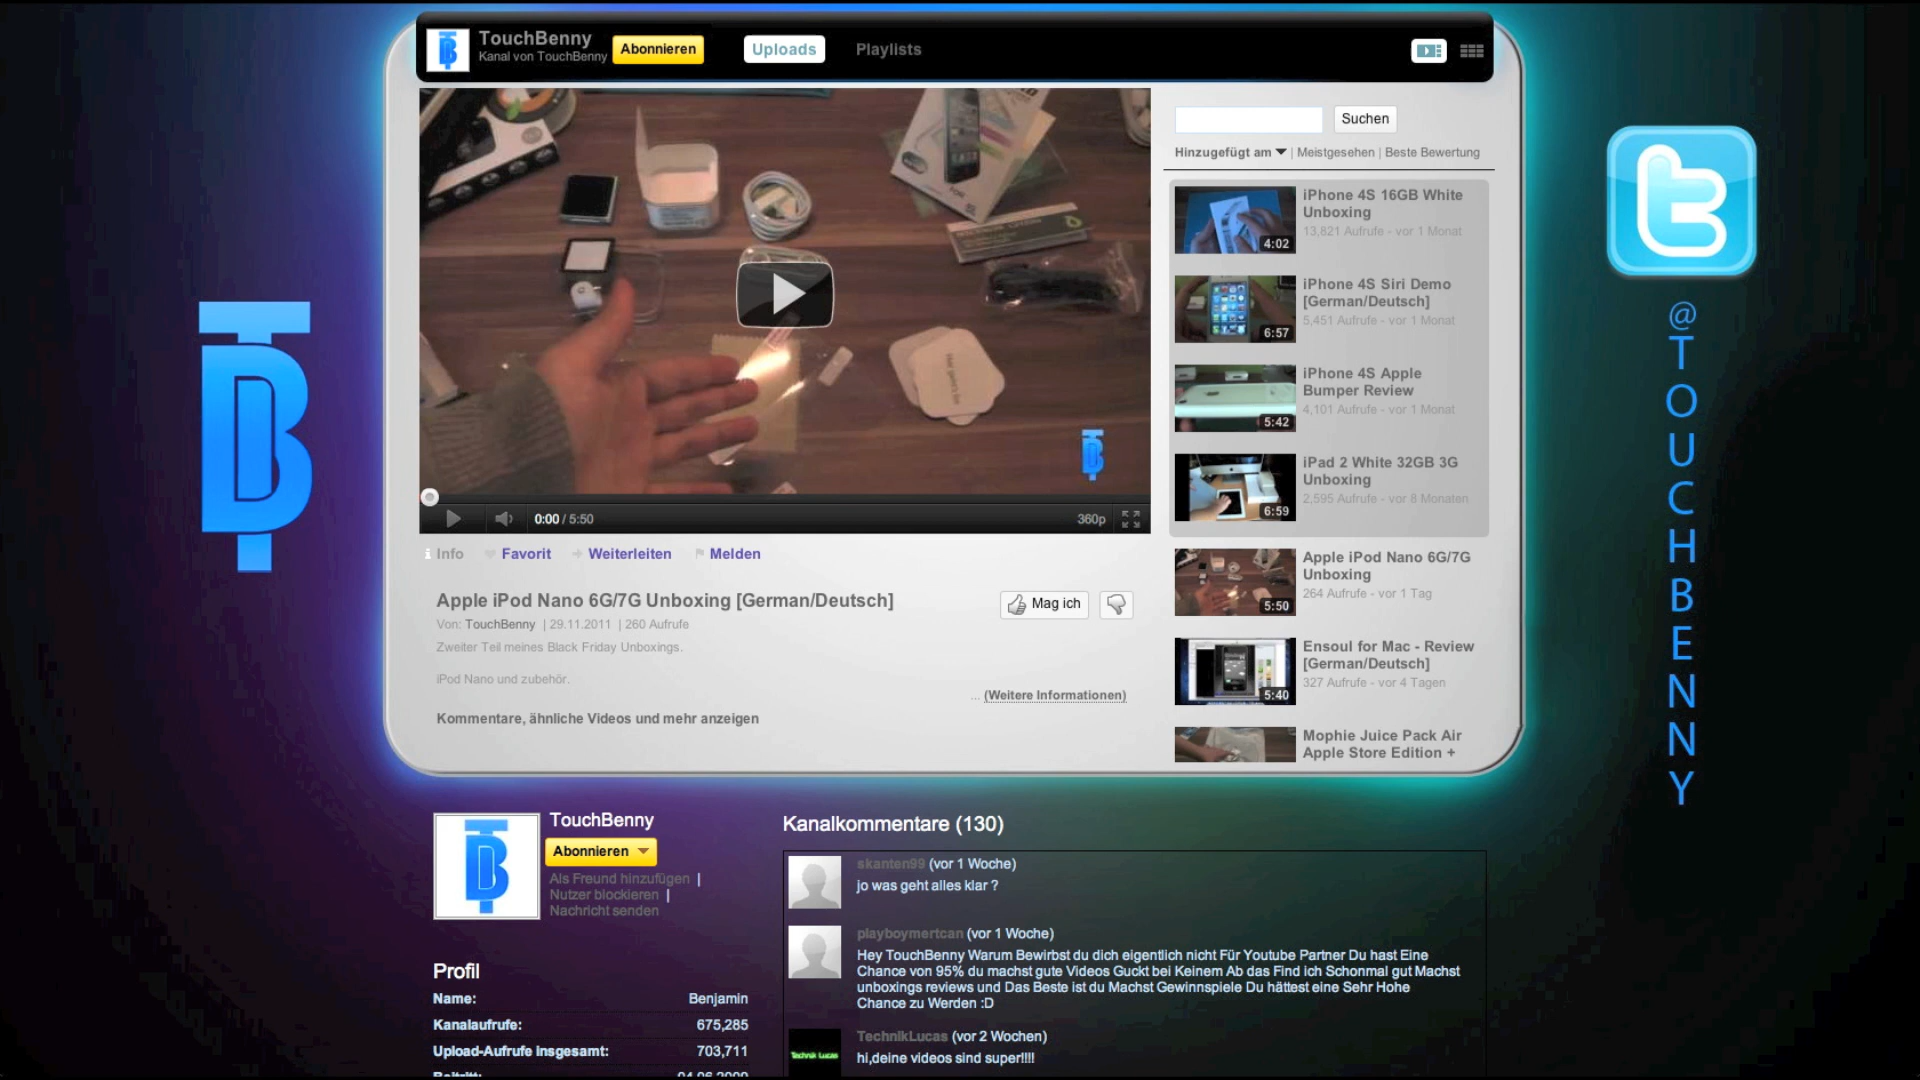 TouchBenny
Kanal von TouchBenny
Abonnieren
Uploads
Playlists
Suchen
Hinzugefügt am | Meistgesehen | Beste Bewertung
iPhone 4S 16GB White
Unboxing
13,821 Aufrufe - vor 1 Monat
4:02
iPhone 4S Siri Demo
[German/Deutsch]
5,451 Aufrufe - vor 1 Monat
6:57
iPhone 4S Apple
Bumper Review
4,101 Aufrufe - vor 1 Monat
5:42
iPad 2 White 32GB 3G
Unboxing
2,595 Aufrufe - vor 8 Monaten
6:59
Apple iPod Nano 6G/7G
Unboxing
264 Aufrufe - vor 1 Tag
5:50
Ensoul for Mac - Review
[German/Deutsch]
327 Aufrufe - vor 4 Tagen
5:40
Mophie Juice Pack Air
Apple Store Edition +
0:00 / 5:50
360p
Info Favorit Weiterleiten Melden
Apple iPod Nano 6G/7G Unboxing [German/Deutsch]
Mag ich
Von: TouchBenny | 29.11.2011 | 260 Aufrufe
Zweiter Teil meines Black Friday Unboxings.
iPod Nano und zubehör.
... (Weitere Informationen)
Kommentare, ähnliche Videos und mehr anzeigen
@TOUCHBENNY
TouchBenny
Abonnieren
Als Freund hinzufügen |
Nutzer blockieren |
Nachricht senden
Profil
Name: Benjamin
Kanalaufrufe: 675,285
Upload-Aufrufe insgesamt: 703,711
Kanalkommentare (130)
skanten99 (vor 1 Woche)
jo was geht alles klar ?
playboymertcan (vor 1 Woche)
Hey TouchBenny Warum Bewirbst du dich eigentlich nicht Für Youtube Partner Du hast Eine
Chance von 95% du machst gute Videos Guckt bei Keinem Ab das Find ich Schonmal gut Machst
unboxings reviews und Das Beste ist du Machst Gewinnspiele Du hättest eine Sehr Hohe
Chance zu Werden :D
TechnikLucas (vor 2 Wochen)
Technik Lucas
hi,deine videos sind super!!!!